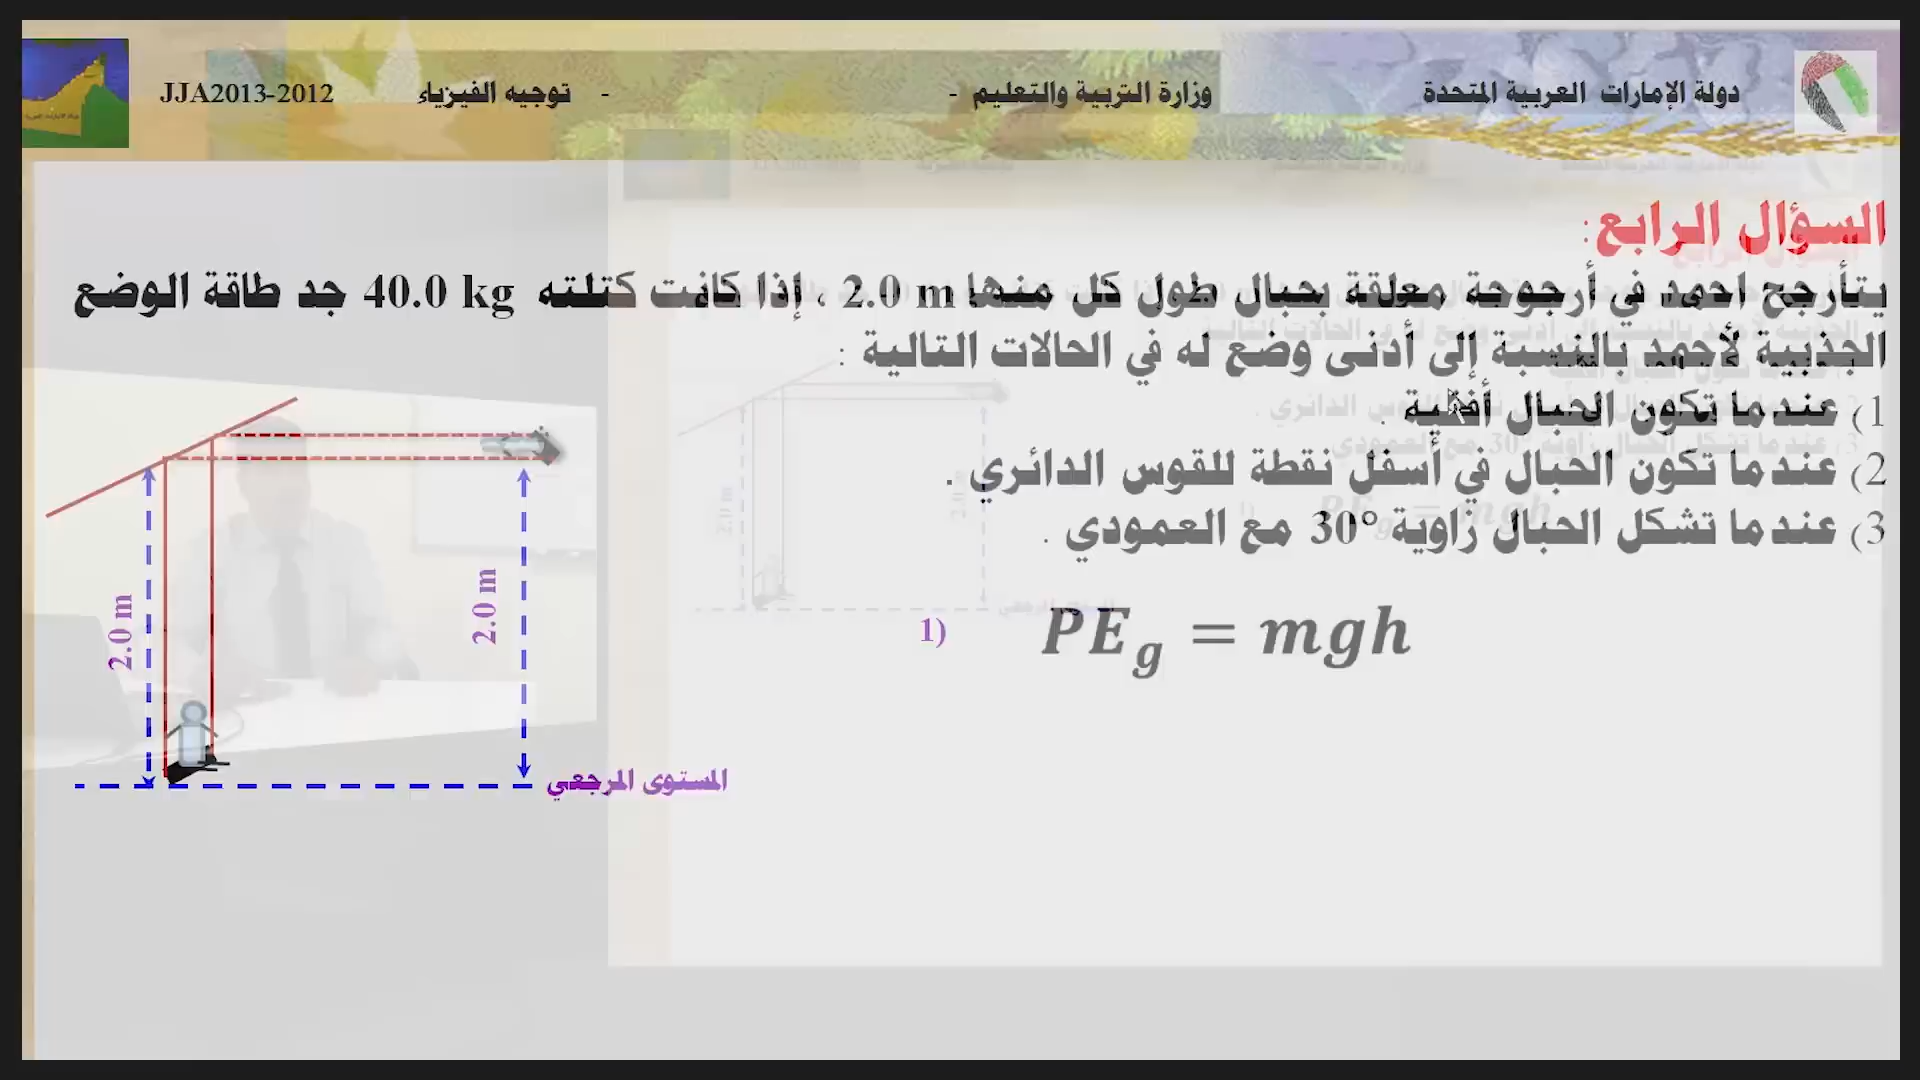 دولة الإمارات العربية المتحدة
وزارة التربية والتعليم -
- توجيه الفيزياء
JJA2013-2012
السؤال الرابع:
يتأرجح احمد في أرجوحة معلقة بحبال طول كل منها 2.0 m ، إذا كانت كتلته 40.0 kg جد طاقة الوضع
الجذبية لأحمد بالنسبة إلى أدنى وضع له في الحالات التالية :
1) عندما تكون الحبال أفقية .
2) عندما تكون الحبال في أسفل نقطة للقوس الدائري .
3) عندما تشكل الحبال زاوية °30 مع العمودي .
1) PEg = mgh
2.0 m
2.0 m
المستوى المرجعي